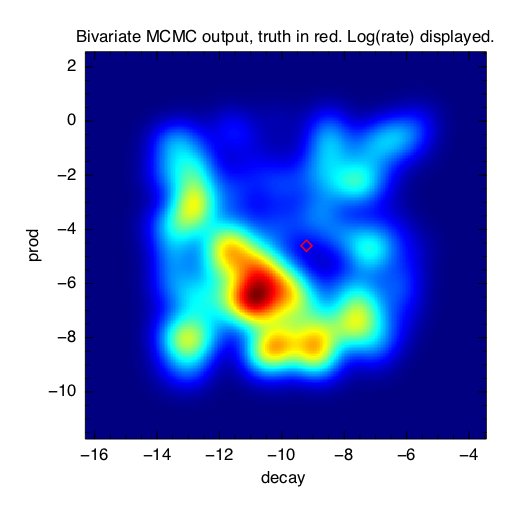 Bivariate MCMC output, truth in red. Log(rate) displayed.
2
0
−2
−4
−6
−8
−10
prod
−16 −14 −12 −10 −8 −6 −4
decay